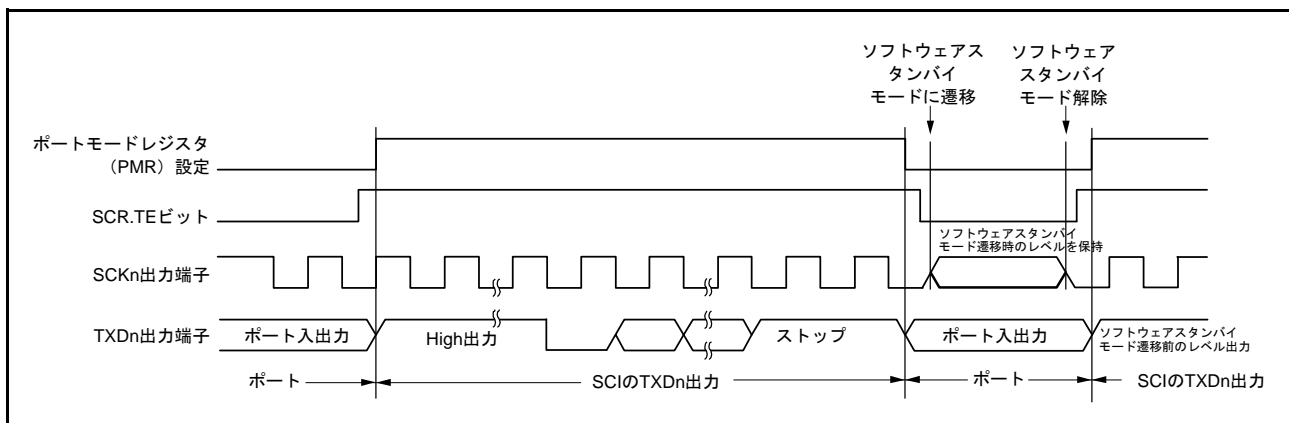 ソフトウェアス
タンバイ
モードに遷移
ソフトウェア
スタンバイ
モード解除
ポートモードレジスタ
（PMR）設定
SCR.TEビット
ソフトウェアスタンバイ
モード遷移時のレベルを保持
SCKn出力端子
TXDn出力端子
ポート入出力
High出力
ストップ
ポート入出力
ソフトウェアスタンバイ
モード遷移前のレベル出力
ポート
SCIのTXDn出力
ポート
SCIのTXDn出力